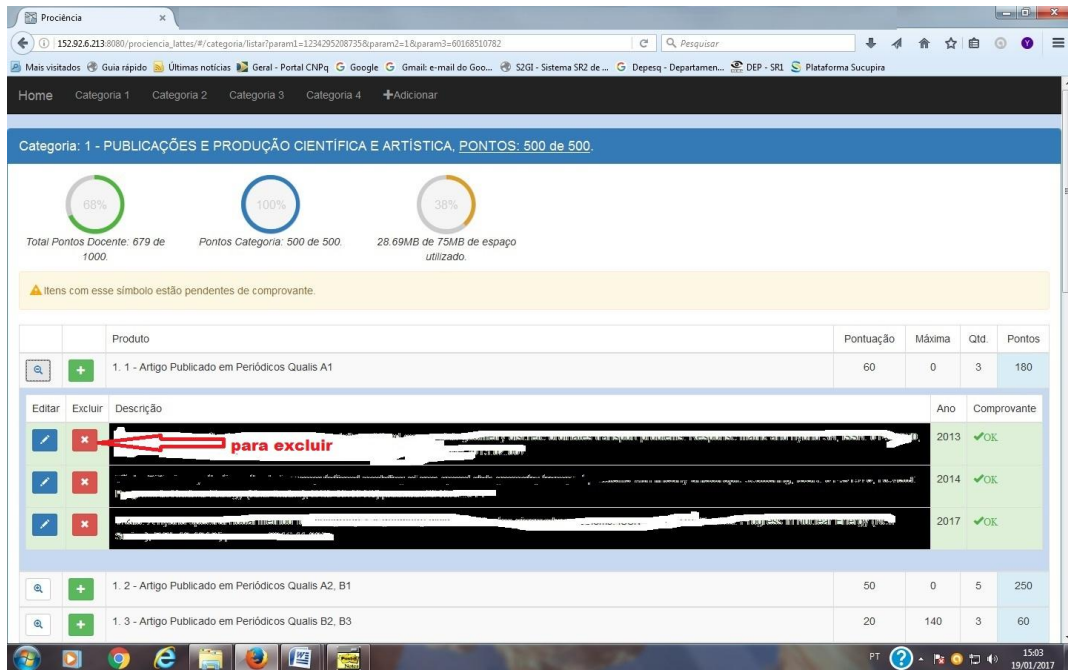 Prociência
152.92.6.213:8080/prociencia_lattes/#/categoria/listar?param1=1234295208735&param2=1&param3=60168510782
Pesquisar
Mais visitados Guia rápido Últimas notícias Geral - Portal CNPq Google Gmail: e-mail do Goo... S2GI - Sistema SR2 de ... Depesq - Departamen... DEP - SR1 Plataforma Sucupira
Home Categoria 1 Categoria 2 Categoria 3 Categoria 4 +Adicionar
Categoria: 1 - PUBLICAÇÕES E PRODUÇÃO CIENTÍFICA E ARTÍSTICA, PONTOS: 500 de 500.
68% 100% 38%
Total Pontos Docente: 679 de 1000.
Pontos Categoria: 500 de 500.
28.69MB de 75MB de espaço utilizado.
Itens com esse símbolo estão pendentes de comprovante.
Produto Pontuação Máxima Qtd. Pontos
1. 1 - Artigo Publicado em Periódicos Qualis A1 60 0 3 180
Editar Excluir Descrição Ano Comprovante
para excluir 2013 OK
2014 OK
2017 OK
1. 2 - Artigo Publicado em Periódicos Qualis A2, B1 50 0 5 250
1. 3 - Artigo Publicado em Periódicos Qualis B2, B3 20 140 3 60
PT 15:03
19/01/2017